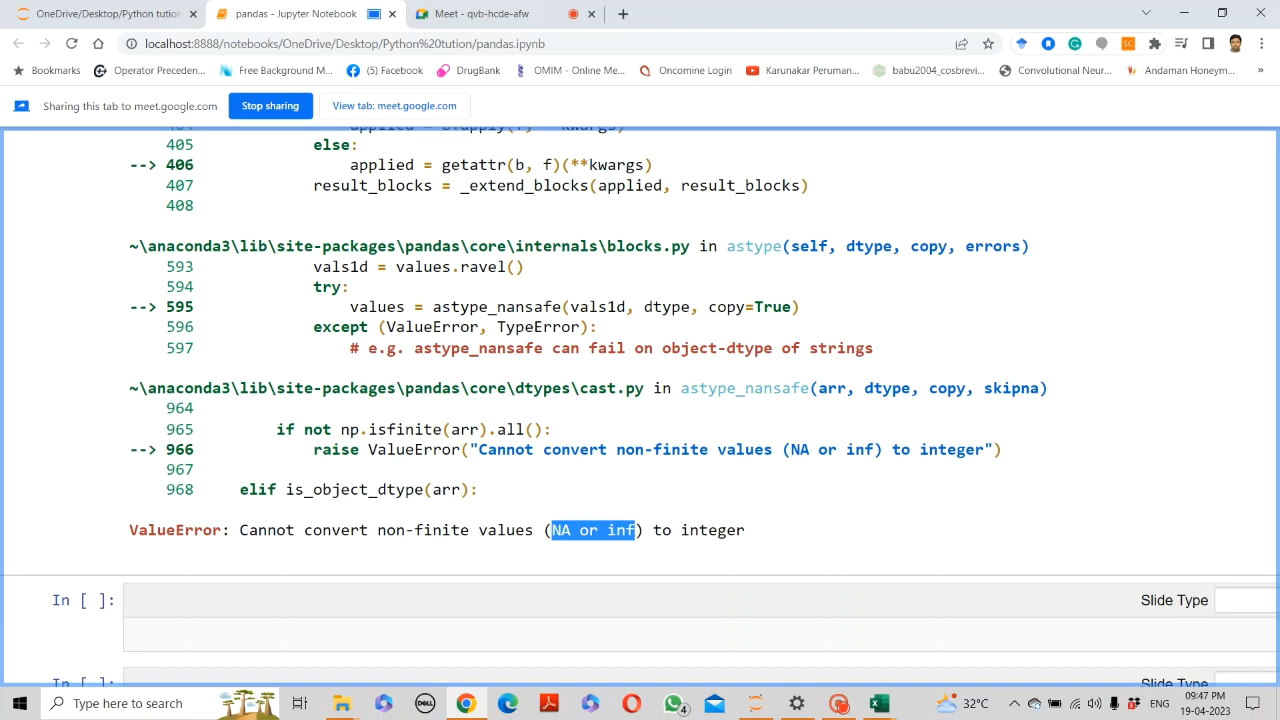 OneDrive/Desktop/Python tution/
pandas - Jupyter Notebook
Meet - qvb-hcde-afw
localhost:8888/notebooks/OneDrive/Desktop/Python%20tution/pandas.ipynb
Bookmarks
Operator Preceden...
Free Background M...
(5) Facebook
DrugBank
OMIM - Online Me...
Oncomine Login
Karunakar Peruman...
babu2004_cosbrevi...
Convolutional Neur...
Andaman Honeym...
»
Sharing this tab to meet.google.com
Stop sharing
View tab: meet.google.com
405 else:
--> 406 applied = getattr(b, f)(**kwargs)
407 result_blocks = _extend_blocks(applied, result_blocks)
408
~\anaconda3\lib\site-packages\pandas\core\internals\blocks.py in astype(self, dtype, copy, errors)
593 vals1d = values.ravel()
594 try:
--> 595 values = astype_nansafe(vals1d, dtype, copy=True)
596 except (ValueError, TypeError):
597 # e.g. astype_nansafe can fail on object-dtype of strings
~\anaconda3\lib\site-packages\pandas\core\dtypes\cast.py in astype_nansafe(arr, dtype, copy, skipna)
964
965 if not np.isfinite(arr).all():
--> 966 raise ValueError("Cannot convert non-finite values (NA or inf) to integer")
967
968 elif is_object_dtype(arr):
ValueError: Cannot convert non-finite values (NA or inf) to integer
In [ ]:
Slide Type
In [ ]:
Slide Type
Type here to search
DELL
32°C
ENG
09:47 PM
19-04-2023